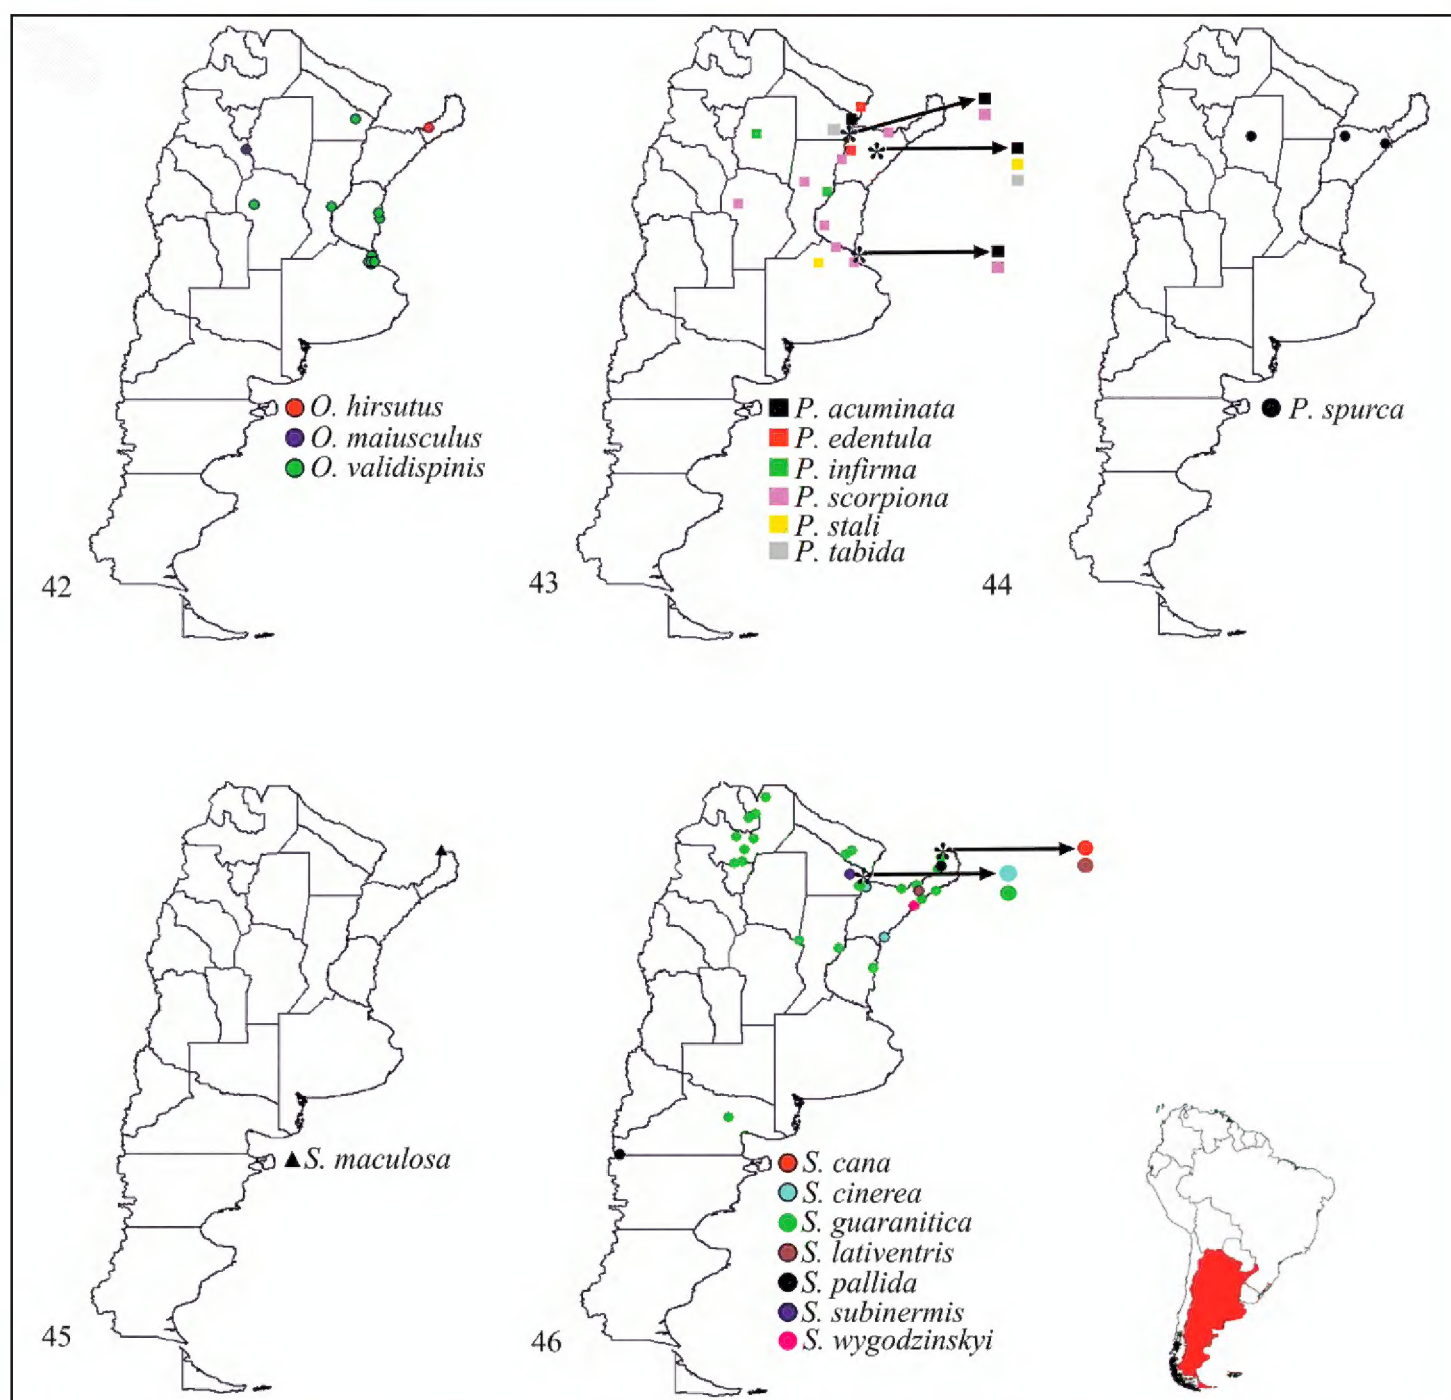 O. hirsutus
O. maiusculus
O. validispinis
42
P. acuminata
P. edentula
P. infirma
P. scorpiona
P. stali
P. tabida
43
P. spurca
44
S. maculosa
45
S. cana
S. cinerea
S. guaranitica
S. lativentris
S. pallida
S. subinermis
S. wygodzinskyi
46